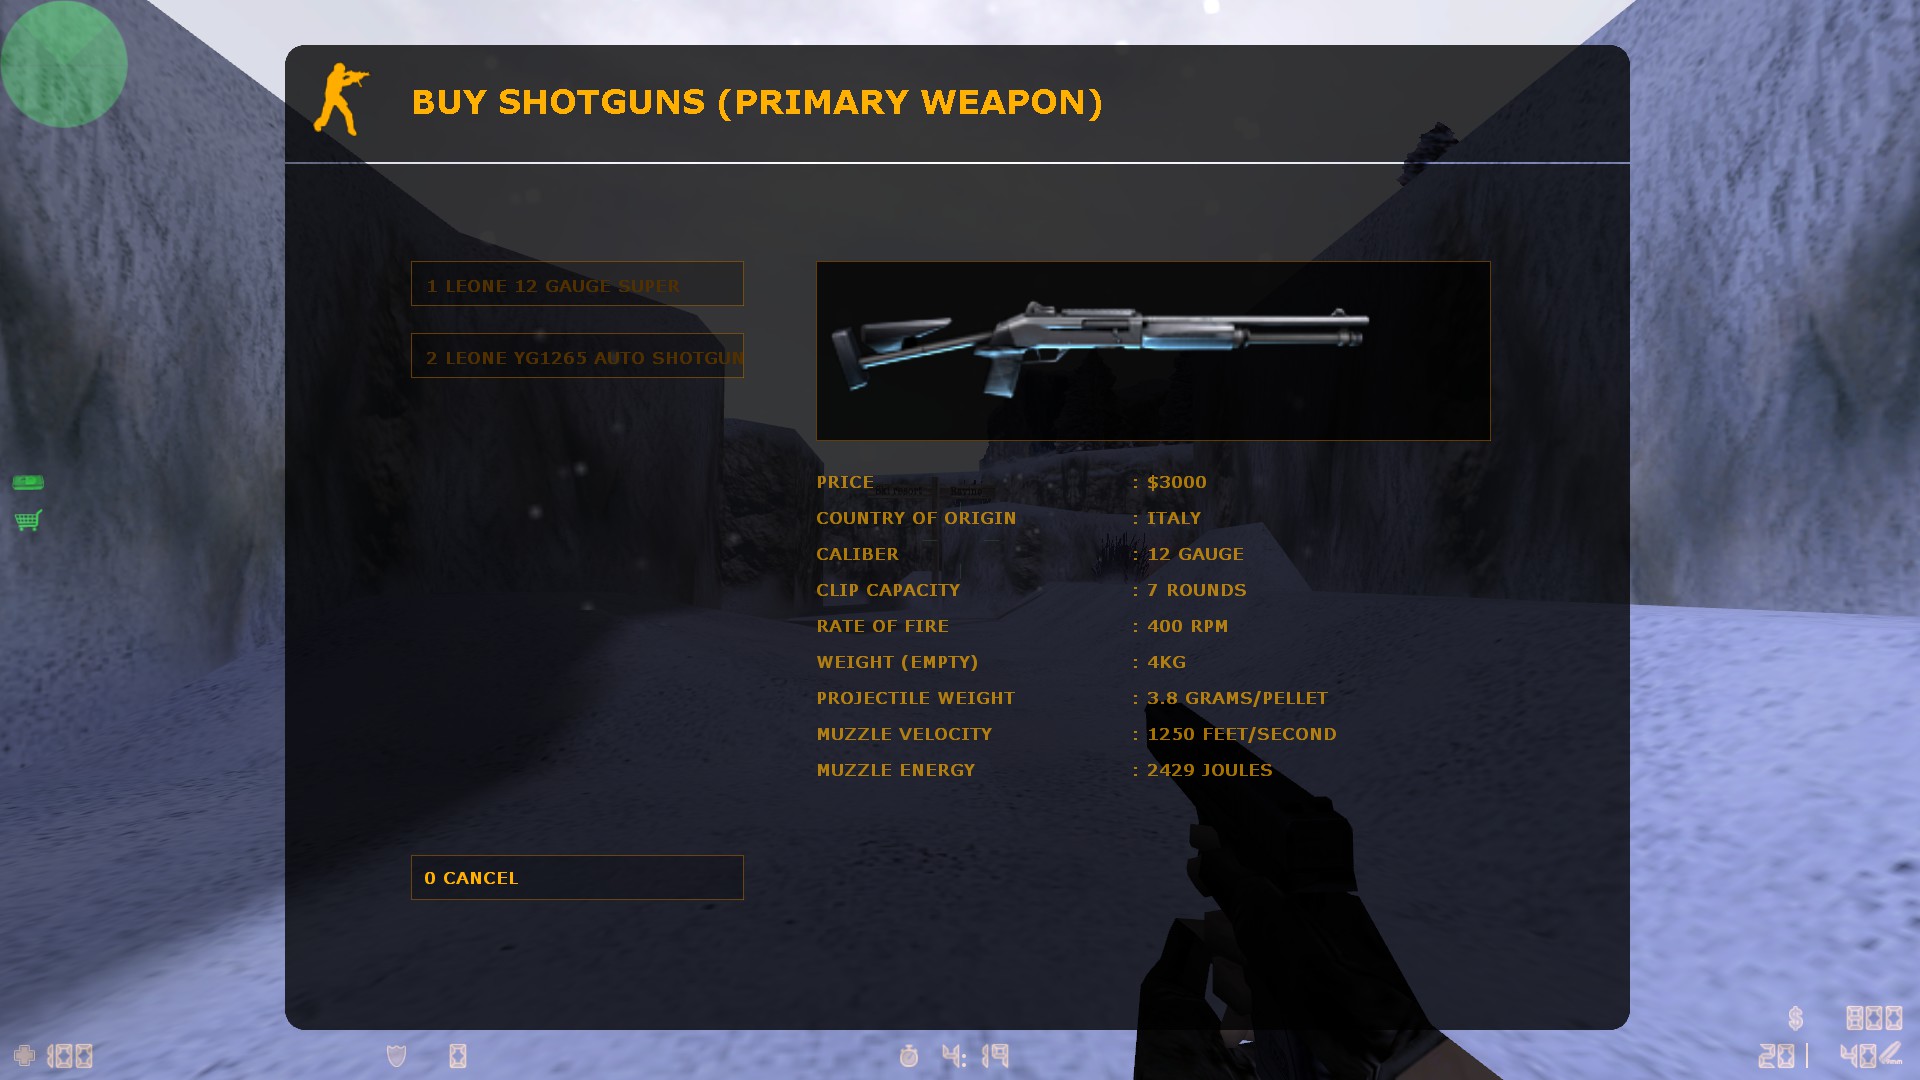 BUY SHOTGUNS (PRIMARY WEAPON)
1 LEONE 12 GAUGE SUPER
2 LEONE YG1265 AUTO SHOTGUN
PRICE : $3000
COUNTRY OF ORIGIN : ITALY
CALIBER : 12 GAUGE
CLIP CAPACITY : 7 ROUNDS
RATE OF FIRE : 400 RPM
WEIGHT (EMPTY) : 4KG
PROJECTILE WEIGHT : 3.8 GRAMS/PELLET
MUZZLE VELOCITY : 1250 FEET/SECOND
MUZZLE ENERGY : 2429 JOULES
0 CANCEL
$ 800
100 0 4:19 20 | 40